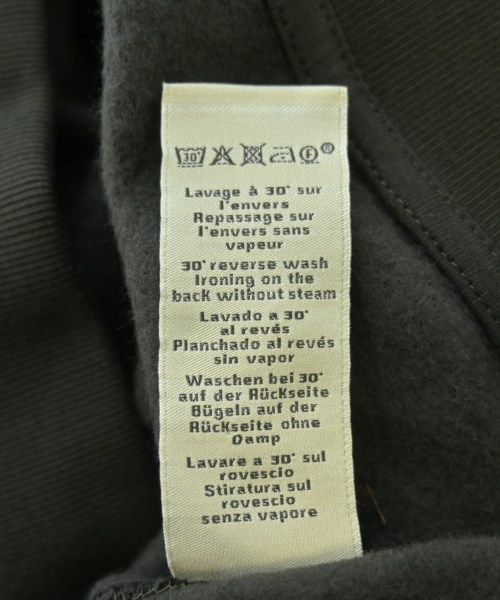 30°
F
®
Lavage à 30° sur
l'envers
Repassage sur
l'envers sans
vapeur
30° reverse wash
Ironing on the
back without steam
Lavado a 30°
al revés
Planchado al revés
sin vapor
Waschen bei 30°
auf der Rückseite
Bügeln auf der
Rückseite ohne
Damp
Lavare a 30° sul
rovescio
Stiratura sul
rovescio
senza vapore